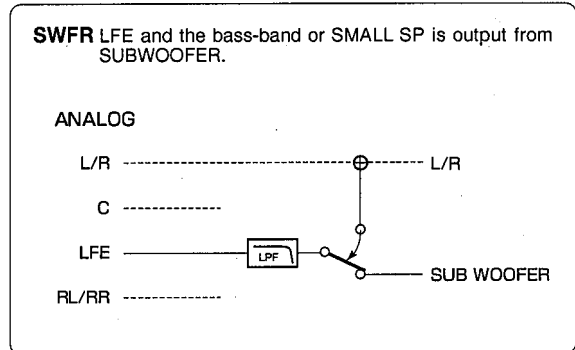 SWFR LFE and the bass-band or SMALL SP is output from
SUBWOOFER.
ANALOG
L/R L/R
C
LFE LPF
SUB WOOFER
RL/RR